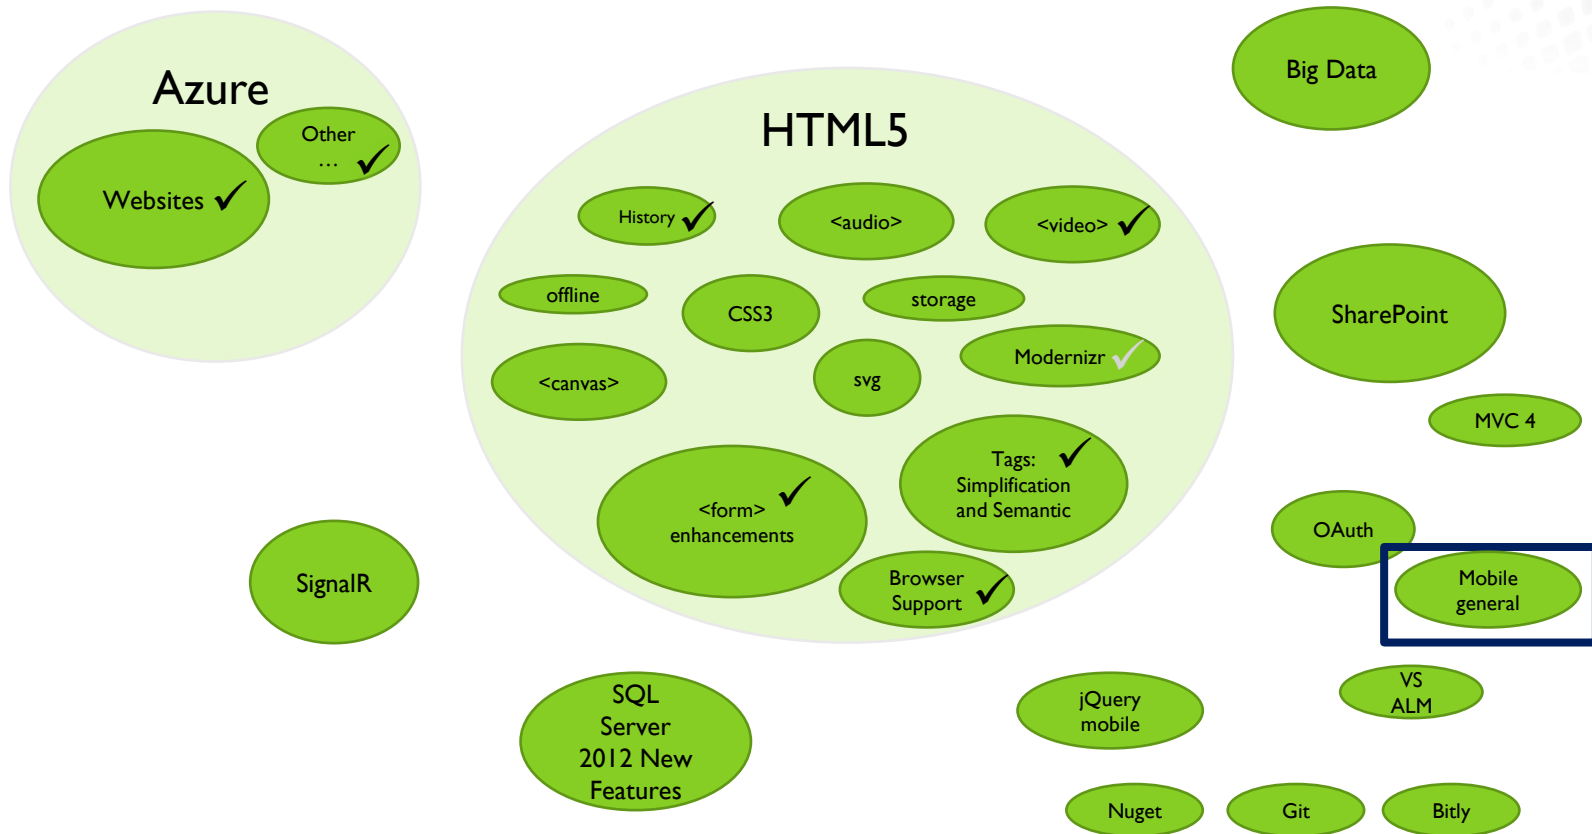 Azure
Other
...
Websites
HTML5
History
<audio>
<video>
offline
CSS3
storage
<canvas>
svg
Modernizr
<form>
enhancements
Tags:
Simplification
and Semantic
Browser
Support
Big Data
SharePoint
MVC 4
OAuth
Mobile
general
SignalR
SQL
Server
2012 New
Features
jQuery
mobile
VS
ALM
Nuget
Git
Bitly